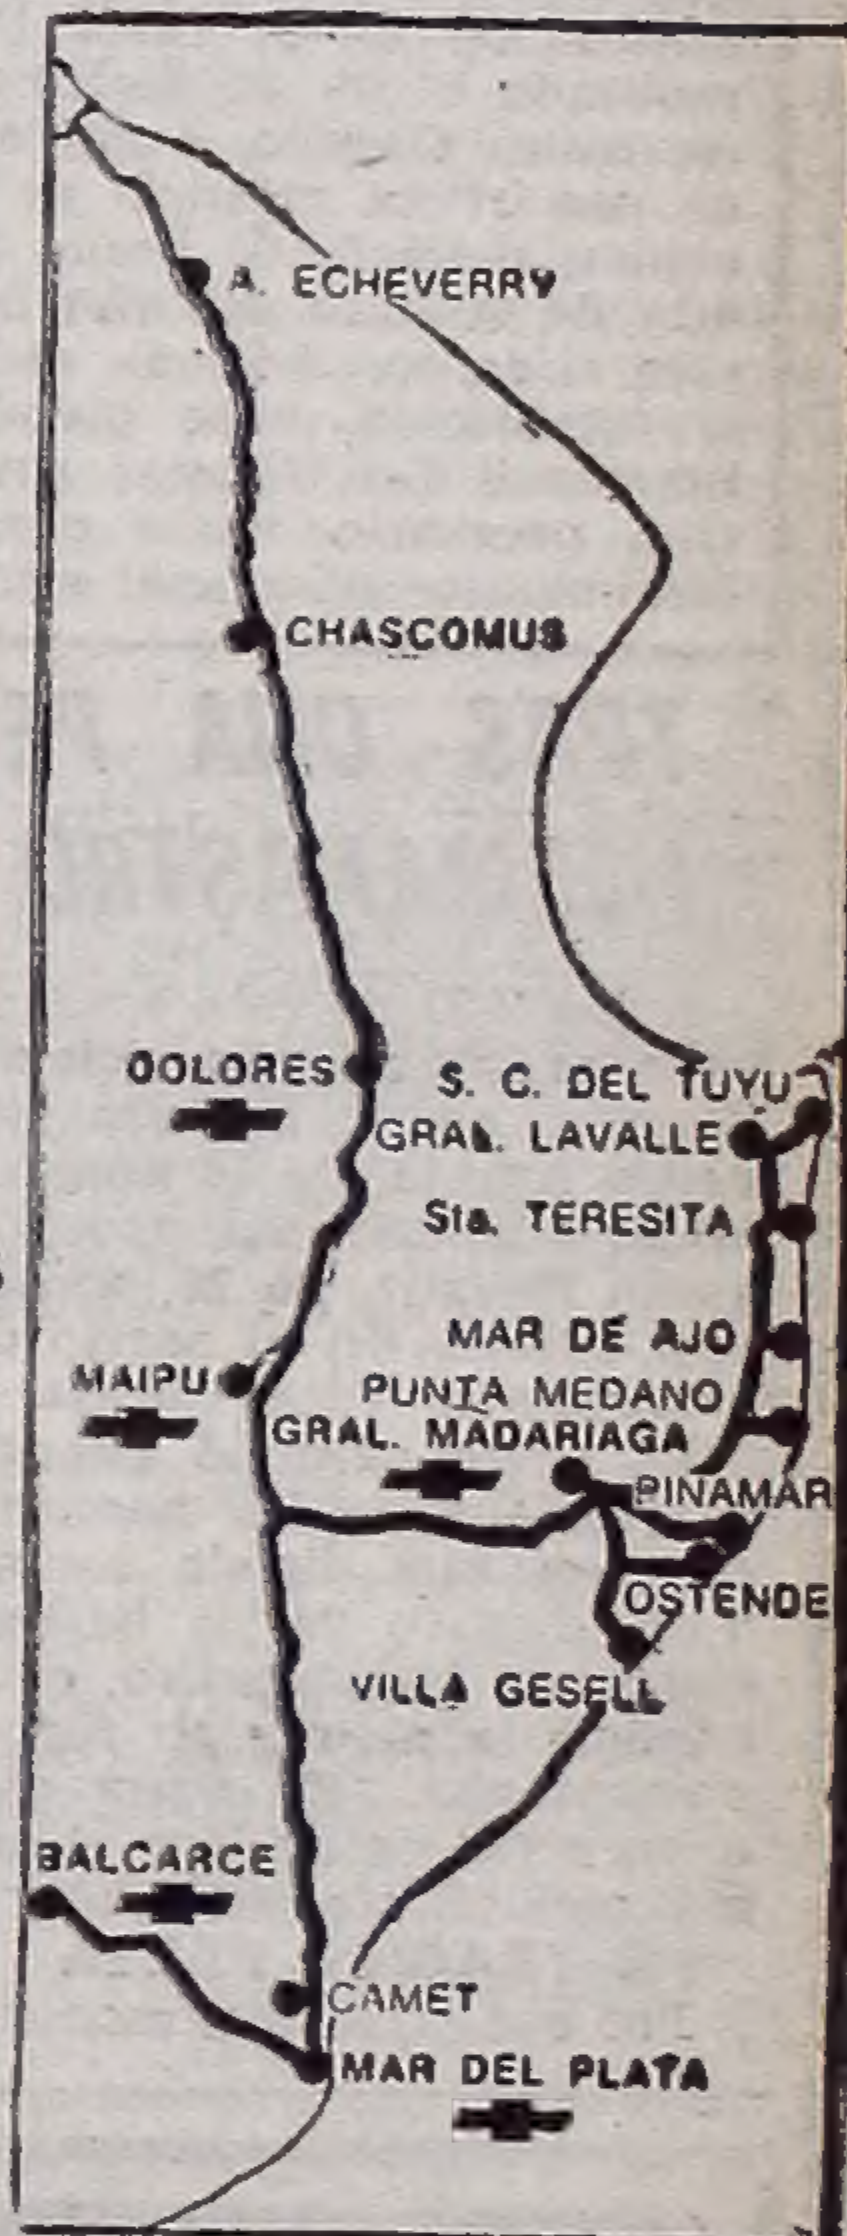 A. ECHEVERRY
CHASCOMUS
DOLORES
S. C. DEL TUYU
GRAL. LAVALLE
Sta. TERESITA
MAR DE AJO
MAIPU
PUNTA MEDANO
GRAL. MADARIAGA
PINAMAR
OSTENDE
VILLA GESELL
BALCARCE
CAMET
MAR DEL PLATA